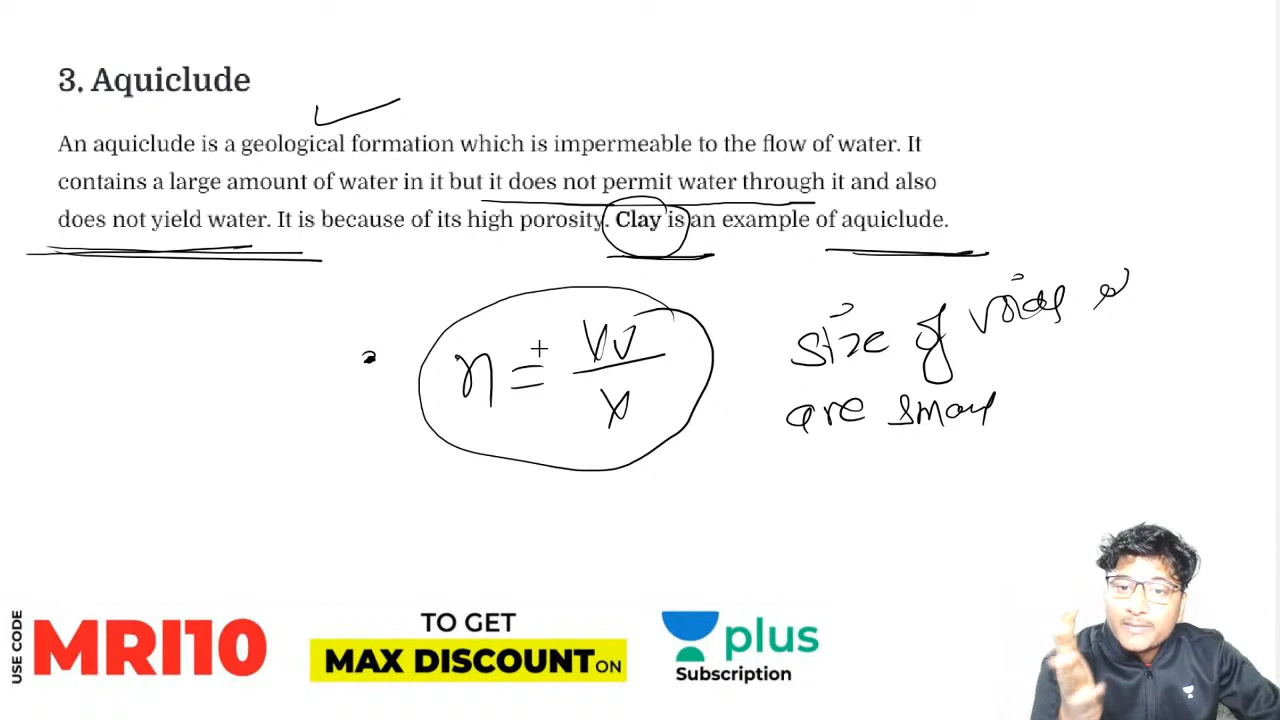 3. Aquiclude
An aquiclude is a geological formation which is impermeable to the flow of water. It
contains a large amount of water in it but it does not permit water through it and also
does not yield water. It is because of its high porosity. Clay is an example of aquiclude.
η = Vv
V
size of voids
are small
USE CODE
MRI10
TO GET
MAX DISCOUNT ON
plus
Subscription